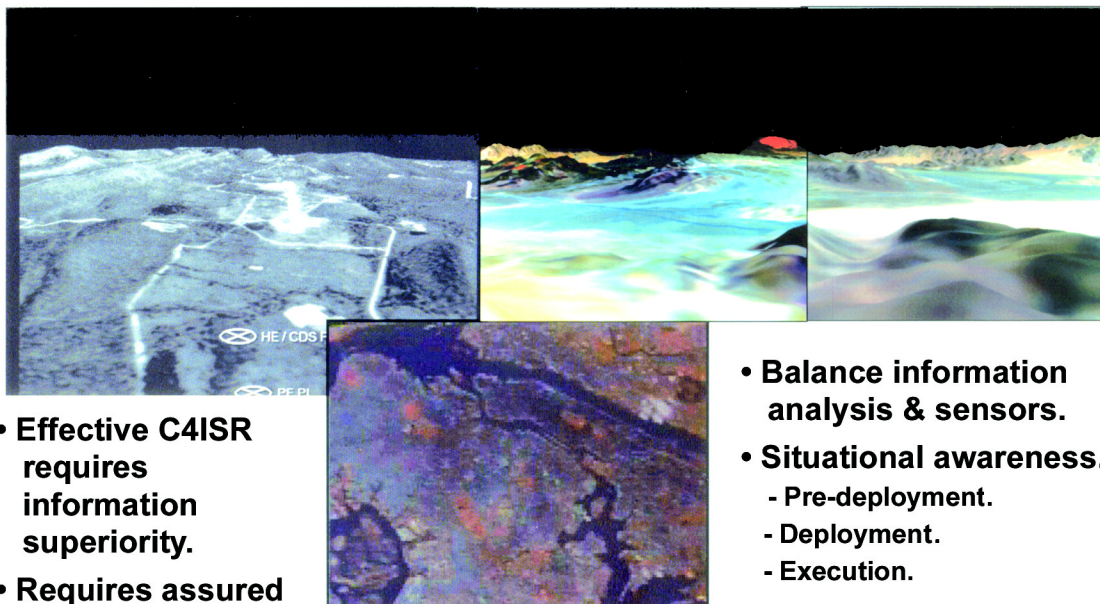 HE / CDS F
PF PI
• Effective C4ISR
requires
information
superiority.
• Requires assured
• Balance information
analysis & sensors.
• Situational awareness.
- Pre-deployment.
- Deployment.
- Execution.